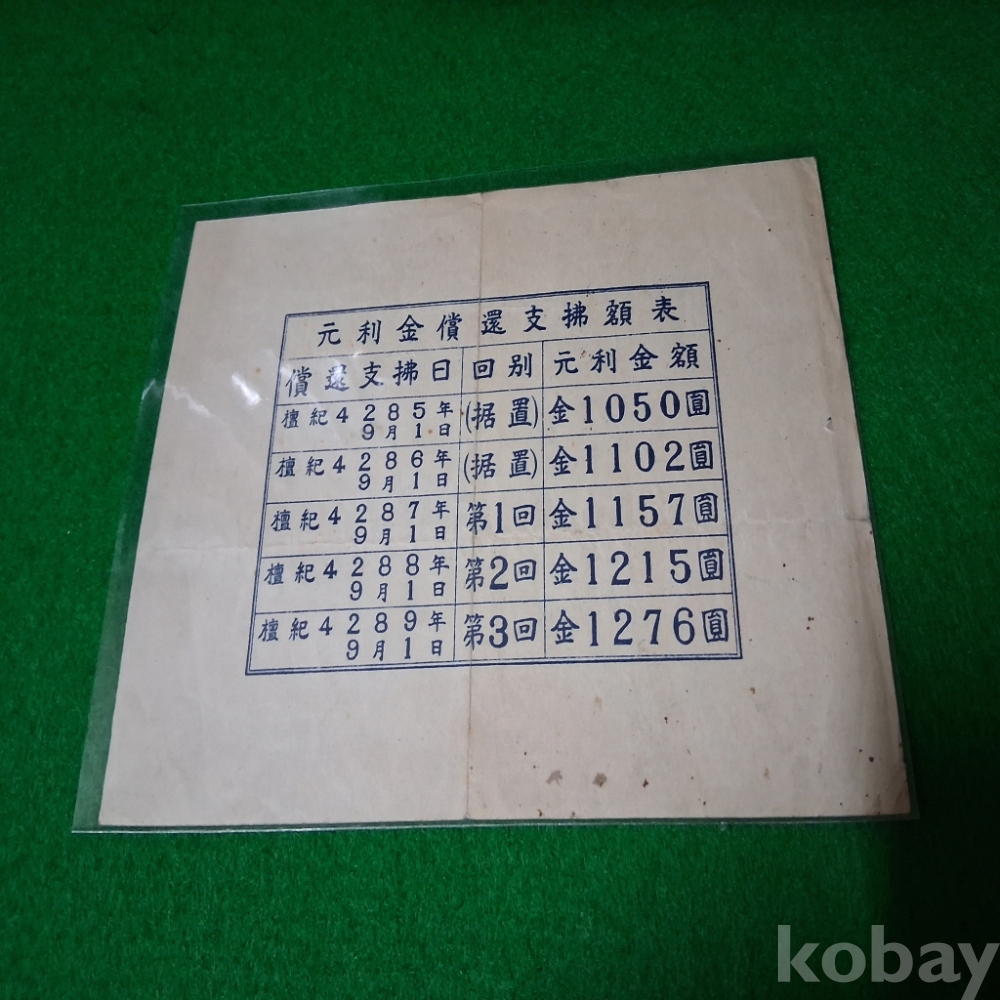 元利金償還支拂額表
償還支拂日 回別 元利金額
檀紀4285年9月1日 (据置) 金1050圓
檀紀4286年9月1日 (据置) 金1102圓
檀紀4287年9月1日 第1回 金1157圓
檀紀4288年9月1日 第2回 金1215圓
檀紀4289年9月1日 第3回 金1276圓
kobay